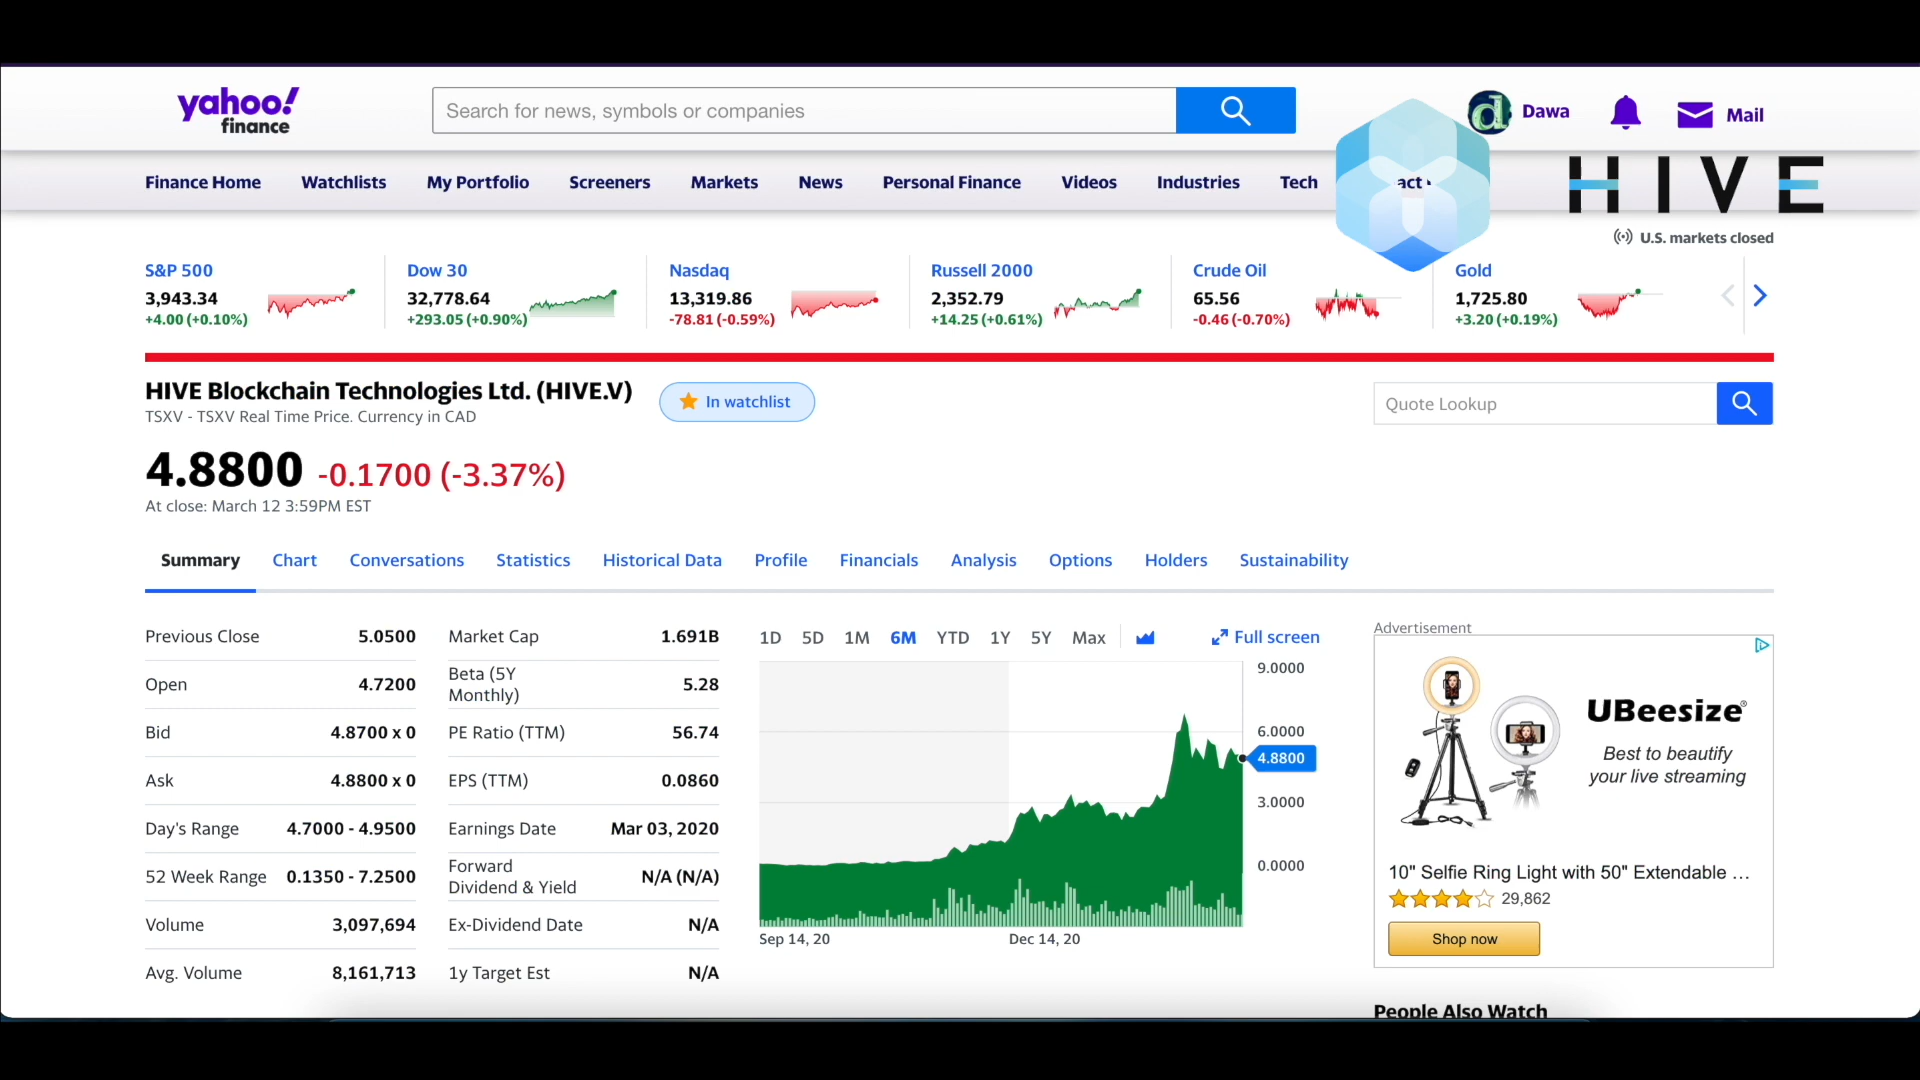 yahoo!
finance
Search for news, symbols or companies
d
Dawa
Mail
Finance Home Watchlists My Portfolio Screeners Markets News Personal Finance Videos Industries Tech
HIVE
U.S. markets closed
S&P 500
3,943.34
+4.00 (+0.10%)
Dow 30
32,778.64
+293.05 (+0.90%)
Nasdaq
13,319.86
-78.81 (-0.59%)
Russell 2000
2,352.79
+14.25 (+0.61%)
Crude Oil
65.56
-0.46 (-0.70%)
Gold
1,725.80
+3.20 (+0.19%)
HIVE Blockchain Technologies Ltd. (HIVE.V)
TSXV - TSXV Real Time Price. Currency in CAD
In watchlist
Quote Lookup
4.8800 -0.1700 (-3.37%)
At close: March 12 3:59PM EST
Summary Chart Conversations Statistics Historical Data Profile Financials Analysis Options Holders Sustainability
Previous Close 5.0500
Open 4.7200
Bid 4.8700 x 0
Ask 4.8800 x 0
Day's Range 4.7000 - 4.9500
52 Week Range 0.1350 - 7.2500
Volume 3,097,694
Avg. Volume 8,161,713
Market Cap 1.691B
Beta (5Y
Monthly) 5.28
PE Ratio (TTM) 56.74
EPS (TTM) 0.0860
Earnings Date Mar 03, 2020
Forward
Dividend & Yield N/A (N/A)
Ex-Dividend Date N/A
1y Target Est N/A
1D 5D 1M 6M YTD 1Y 5Y Max Full screen
9.0000
6.0000
4.8800
3.0000
0.0000
Sep 14, 20 Dec 14, 20
Advertisement
UBeesize®
Best to beautify
your live streaming
10" Selfie Ring Light with 50" Extendable ...
29,862
Shop now
People Also Watch